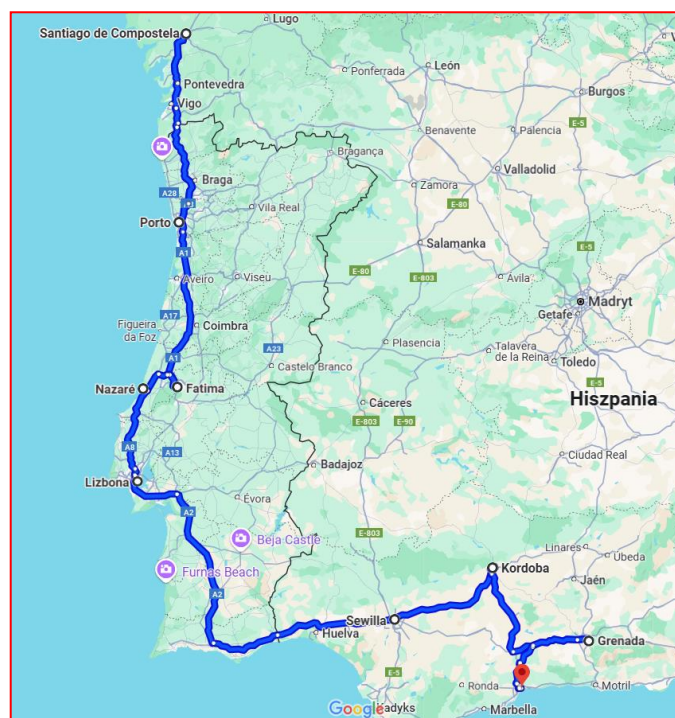 Lugo
Santiago de Compostela
León
Ponferrada
Burgos
E-5
Pontevedra
Vigo
Benavente
Palencia
Bragança
Braga
Valladolid
Zamora
E-80
A28
Vila Real
Porto
Salamanka
E-5
A1
E-80
E-803
Aveiro
Viseu
Ávila
Madryt
Getafe
A17
Figueira
da Foz
Coimbra
Plasencia
Talavera
de la Reina
Toledo
A23
A1
Castelo Branco
E-5
Nazaré
Fatima
Cáceres
Hiszpania
E-803
E-90
A8
A13
Ciudad Real
Badajoz
Lizbona
Évora
A2
E-803
Beja Castle
Linares
Úbeda
Furnas Beach
Kordoba
Jaén
A2
Sewilla
Huelva
Grenada
E-5
Ronda
Motril
Google
adyks
Marbella